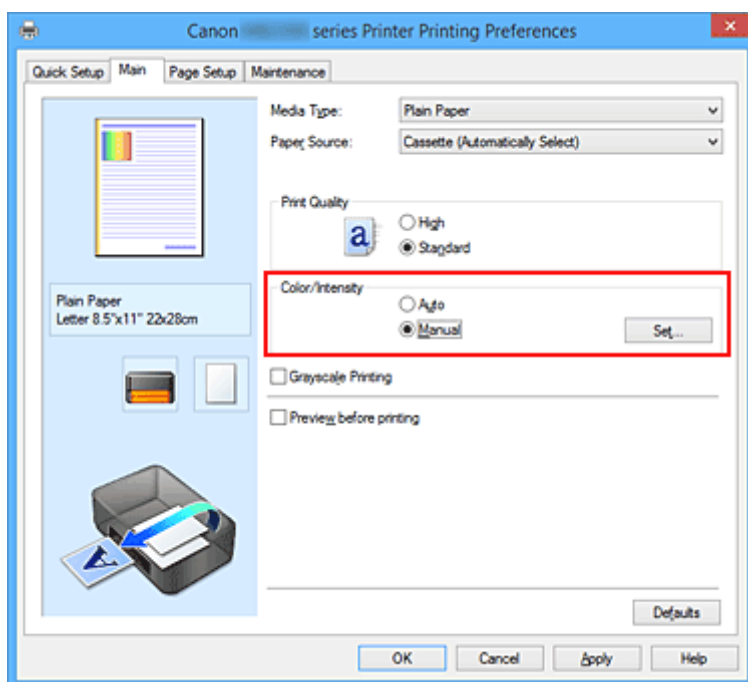 Canon series Printer Printing Preferences
Quick Setup Main Page Setup Maintenance
Media Type: Plain Paper
Paper Source: Cassette (Automatically Select)
Print Quality
a High
Standard
Color/Intensity
Auto
Manual Set...
Plain Paper
Letter 8.5"x11" 22x28cm
Grayscale Printing
Preview before printing
A
Defaults
OK Cancel Apply Help